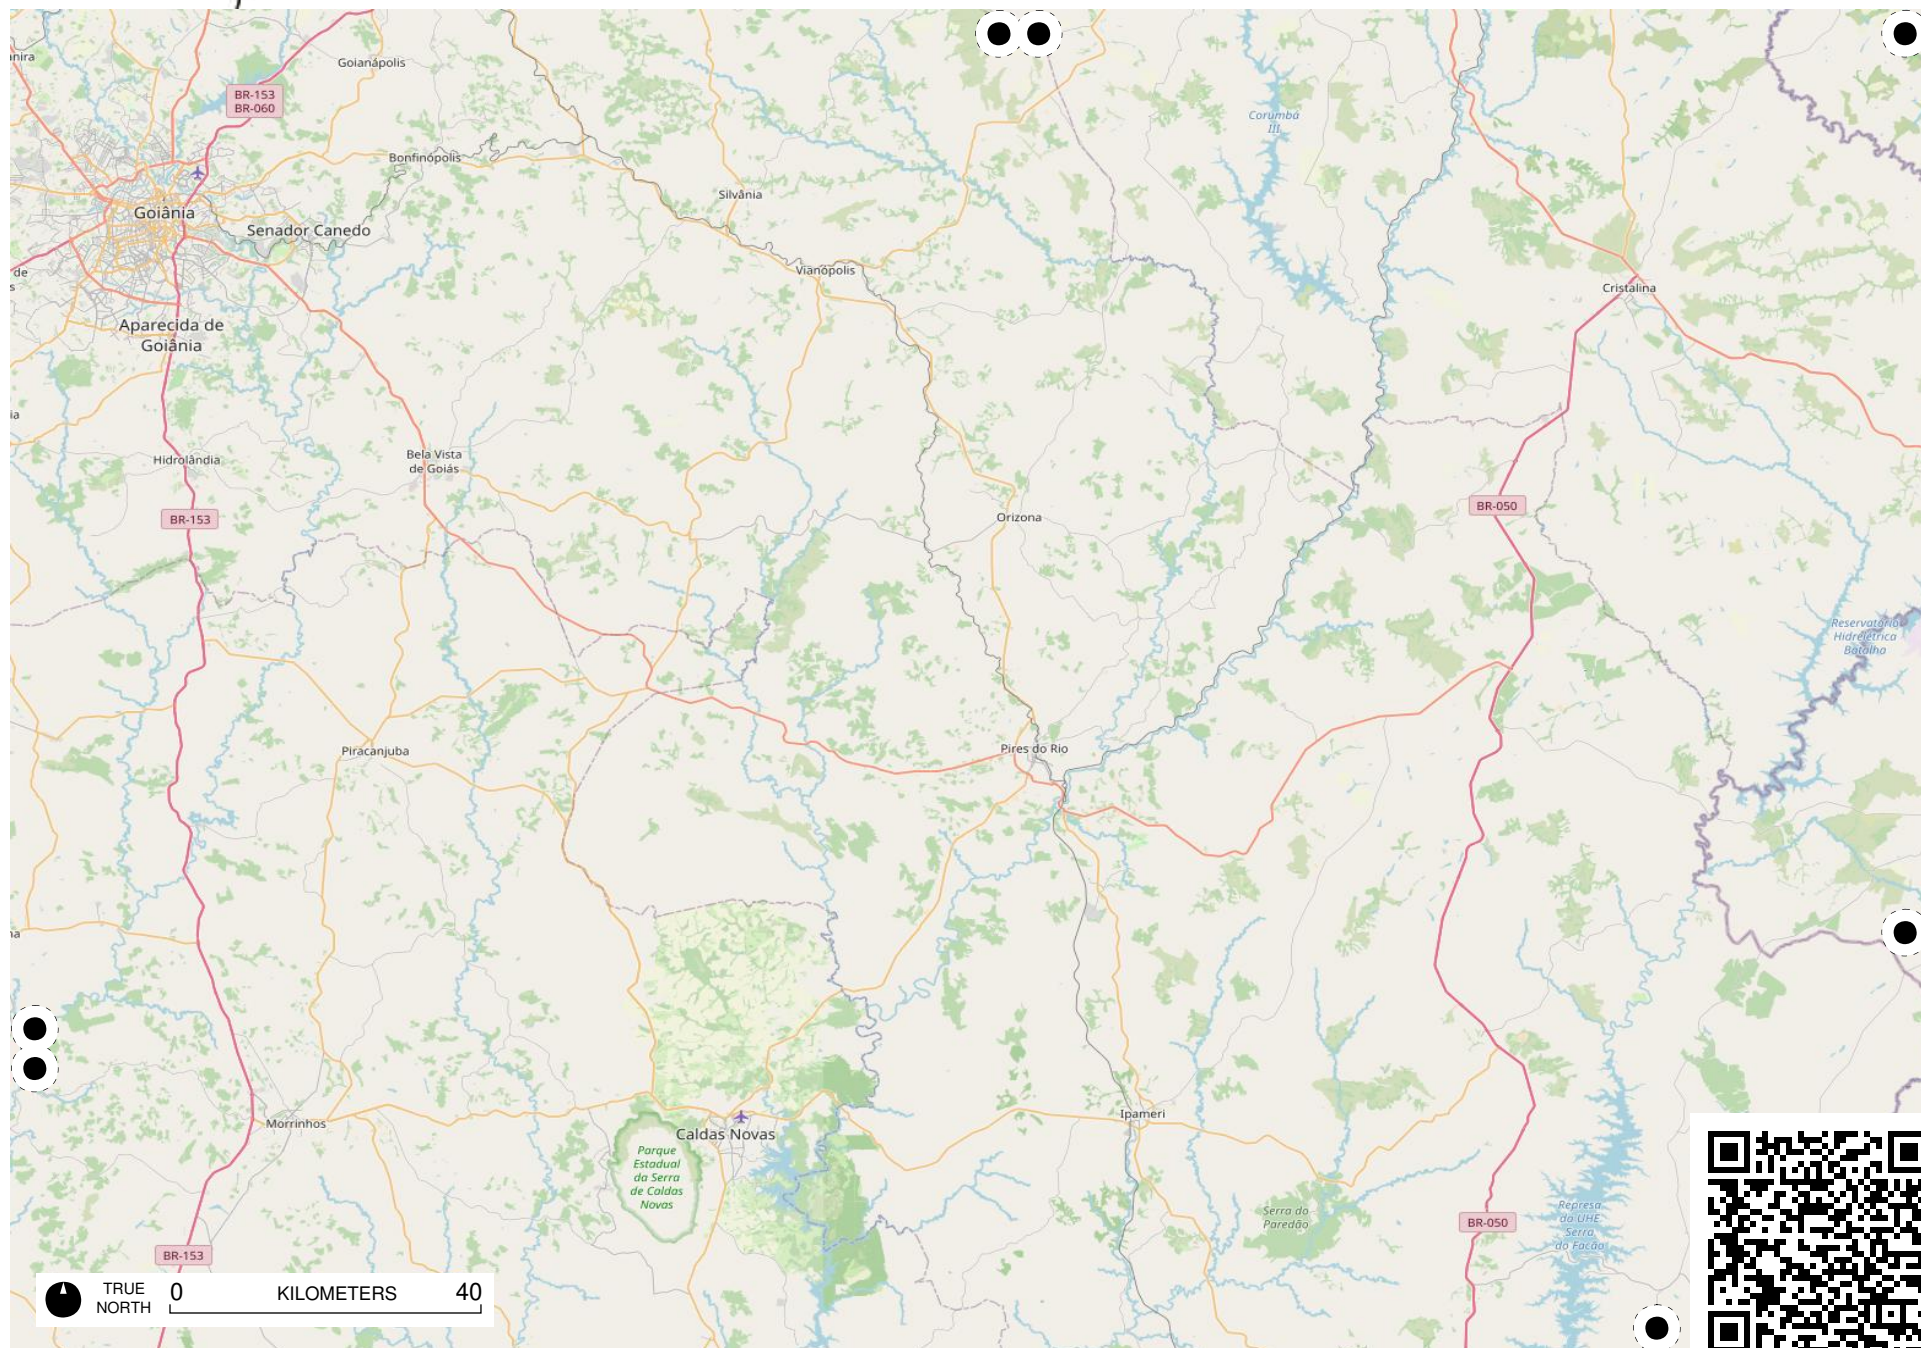 Goianápolis
BR-153
BR-060
Corumbá
III
Bonfinópolis
Silvânia
Goiânia
Senador Canedo
de
s
Vianópolis
Cristalina
Aparecida de
Goiânia
ia
Hidrolândia
Bela Vista
de Goiás
BR-153
BR-050
Orizona
Reservatório
Hidrelétrica
Batalha
Piracanjuba
Pires do Rio
na
Morrinhos
Caldas Novas
Ipameri
Parque
Estadual
da Serra
de Caldas
Novas
Serra do
Paredão
Represa
da UHE
Serra
do Facão
BR-050
BR-153
TRUE
NORTH
0 KILOMETERS 40